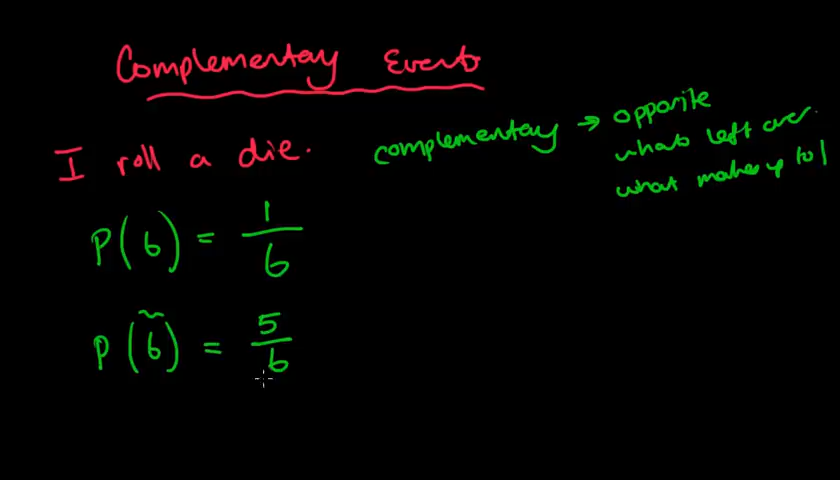 Complementary Events
I roll a die.
complementary → opposite
whats left over.
what makes up to 1
P(6) = 1/6
P(6̃) = 5/6